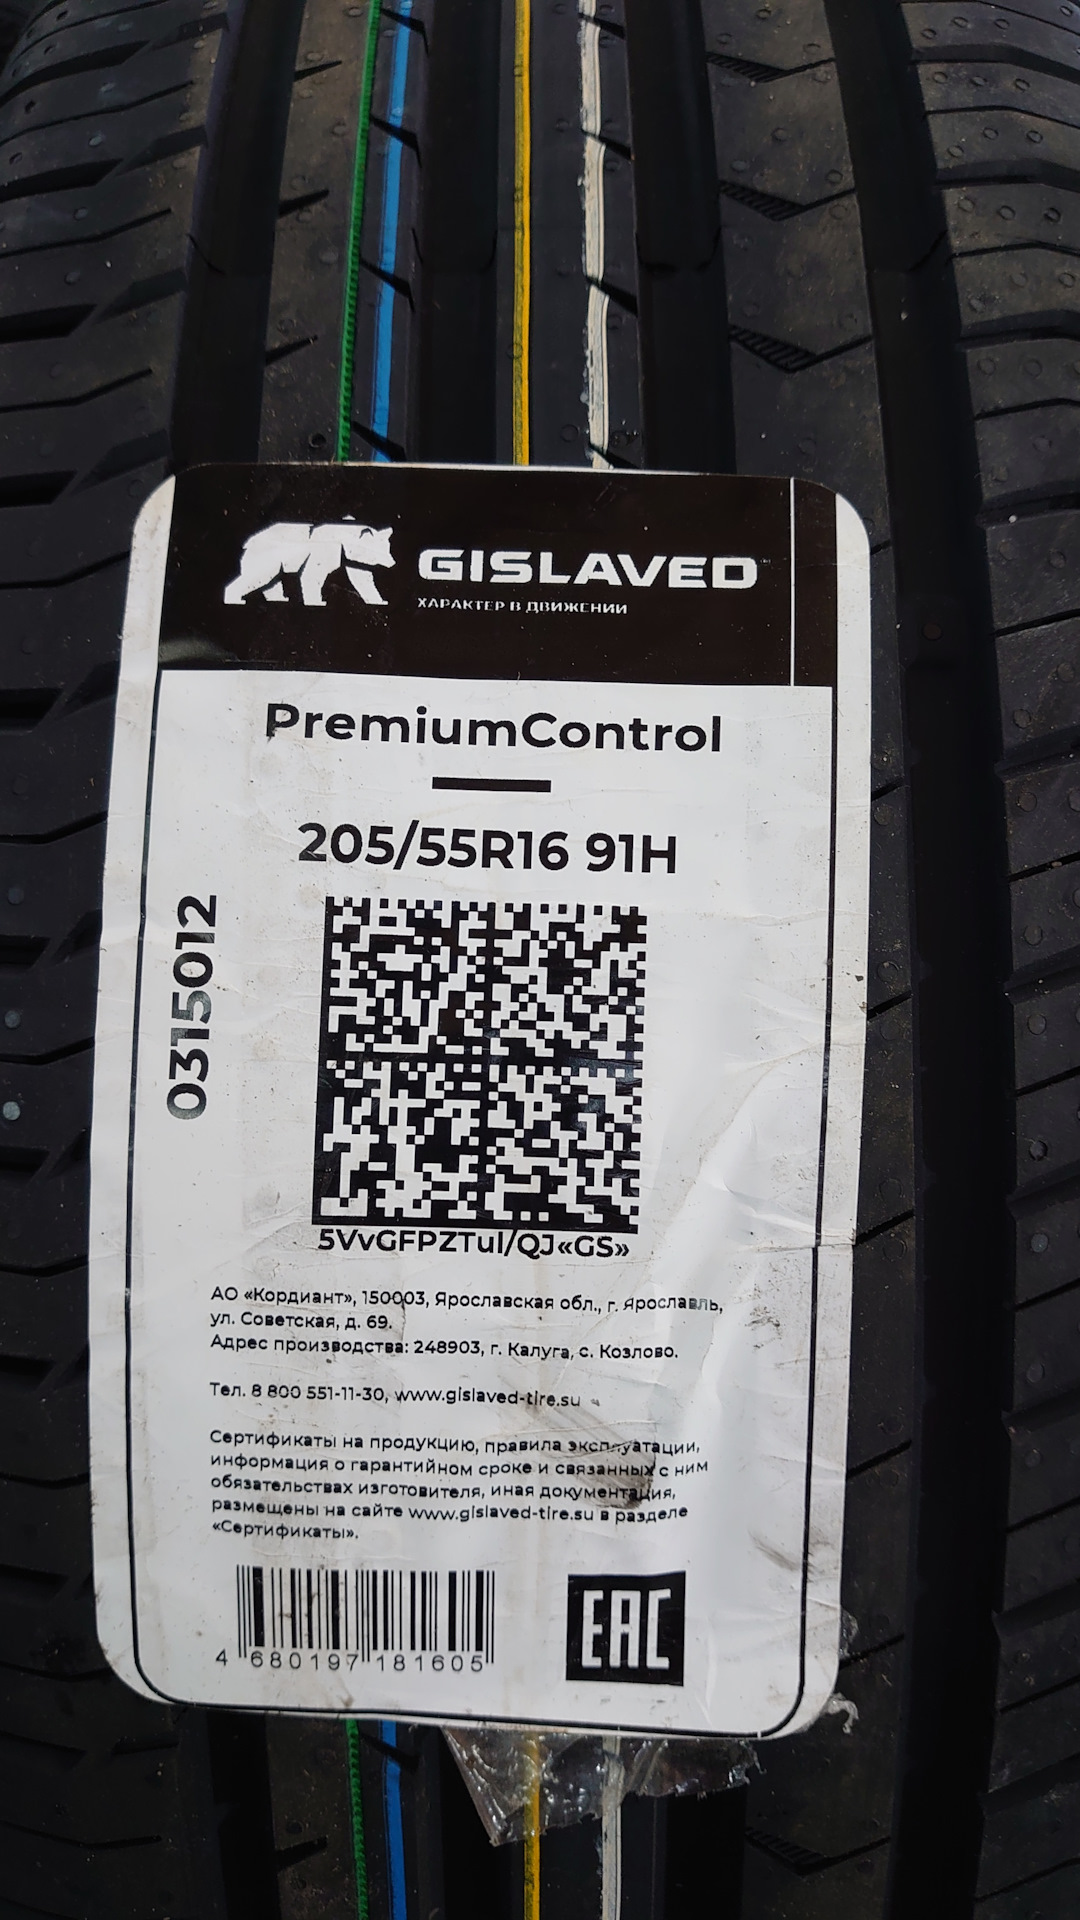 GISLAVED
ХАРАКТЕР В ДВИЖЕНИИ
PremiumControl
205/55R16 91H
0315012
5VvGFPZTul/QJ«GS»
АО «Кордиант», 150003, Ярославская обл., г. Ярославль,
ул. Советская, д. 69.
Адрес производства: 248903, г. Калуга, с. Козлово.
Тел. 8 800 551-11-30, www.gislaved-tire.su
Сертификаты на продукцию, правила эксплуатации,
информация о гарантийном сроке и связанных с ним
обязательствах изготовителя, иная документация,
размещены на сайте www.gislaved-tire.su в разделе
«Сертификаты».
4 680197 181605
EAC